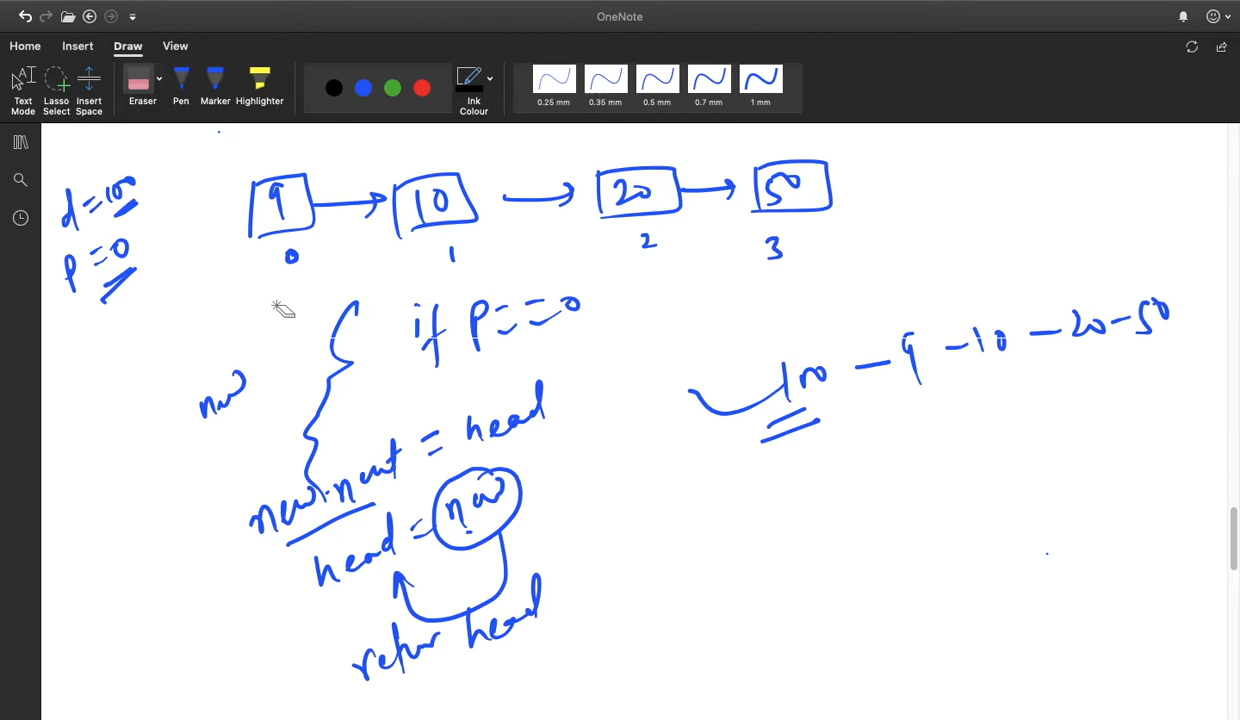 OneNote
Home Insert Draw View
Text Mode
Lasso Select
Insert Space
Eraser
Pen
Marker
Highlighter
Ink Colour
0.25 mm
0.35 mm
0.5 mm
0.7 mm
1 mm
d=100
P=0
9 10 20 50
0 1 2 3
if P==0
100 - 9 - 10 - 20 - 50
new
new.next = head
head = new
return head